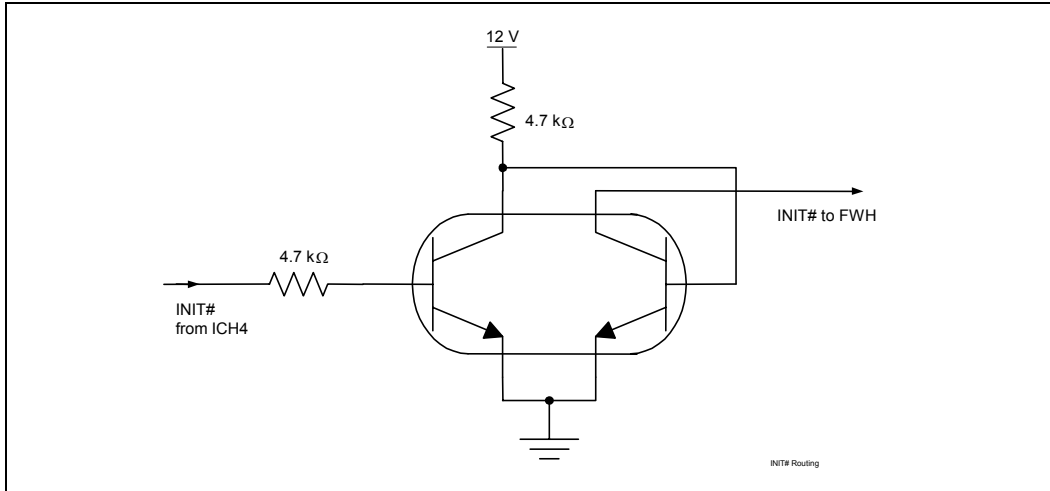 12 V
4.7 kΩ
INIT# to FWH
4.7 kΩ
INIT#
from ICH4
INIT# Routing